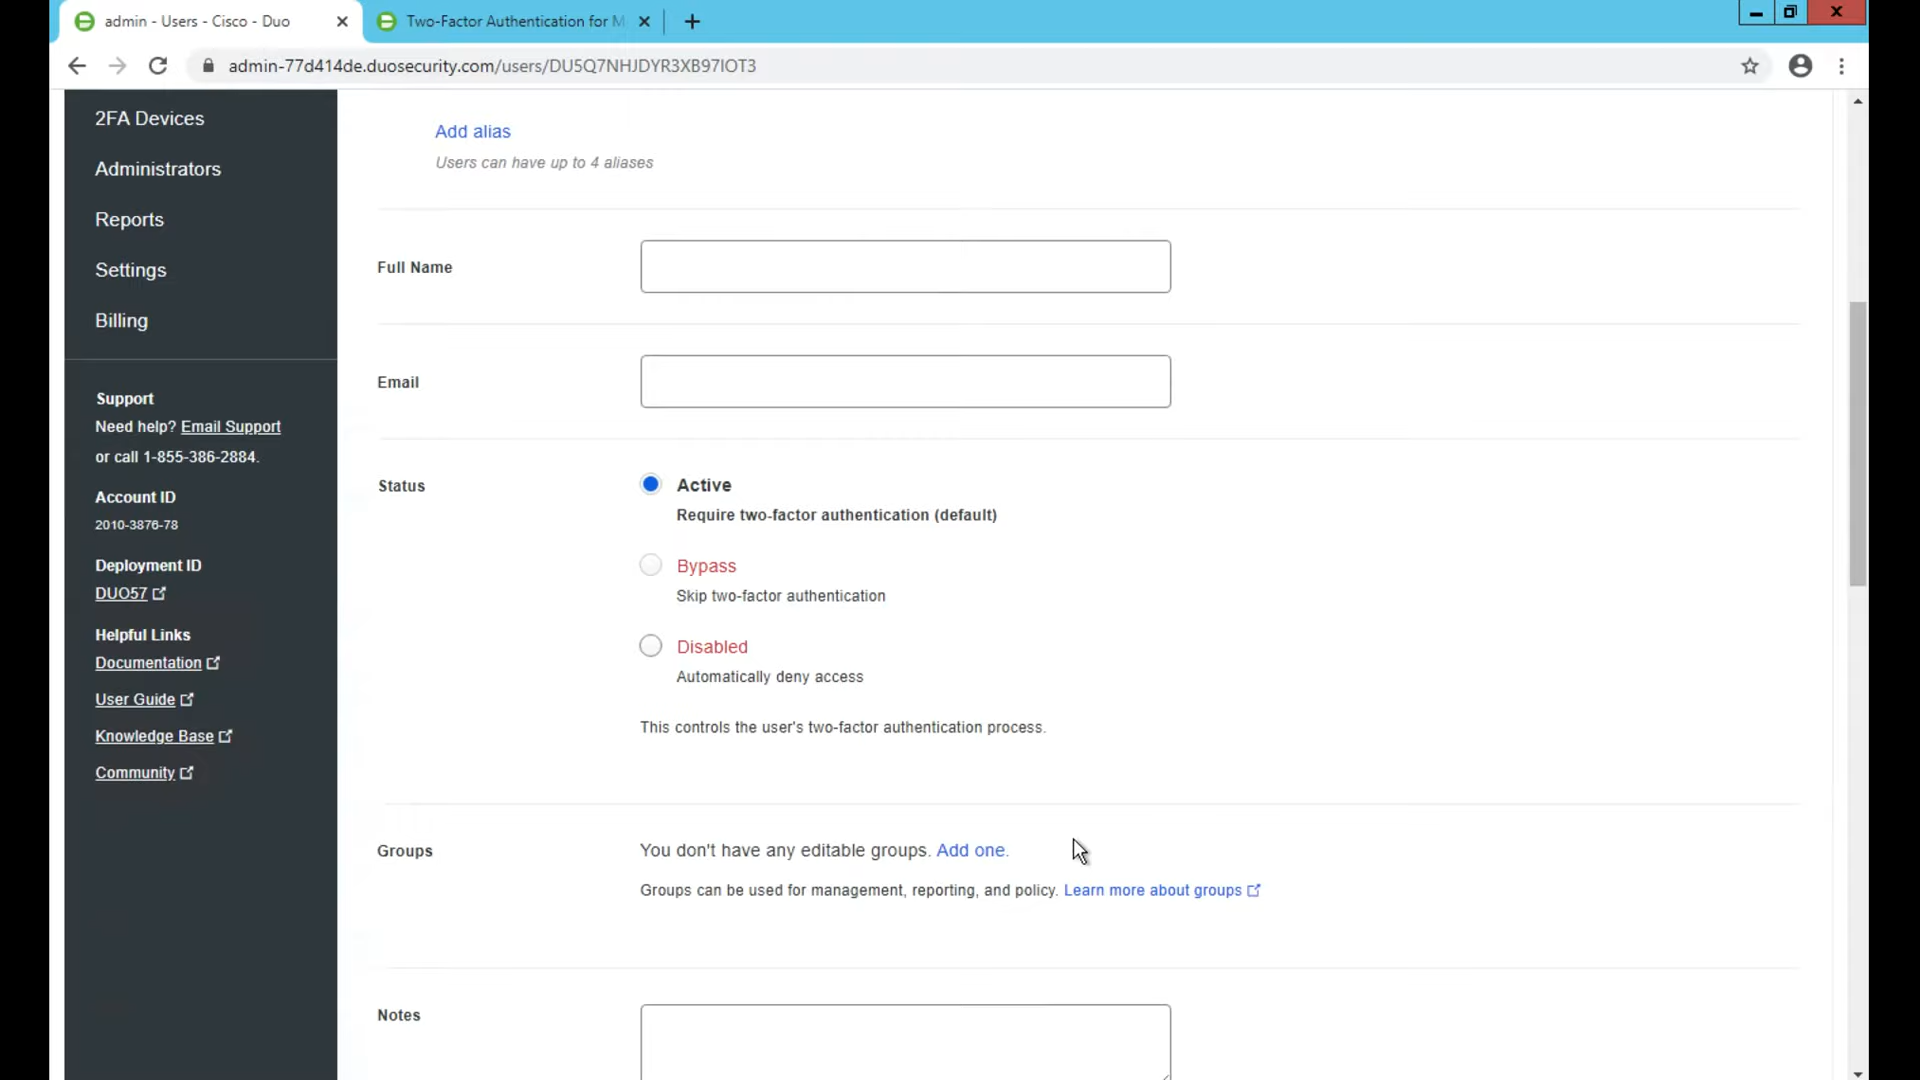 admin - Users - Cisco - Duo
Two-Factor Authentication for M
admin-77d414de.duosecurity.com/users/DU5Q7NHJDYR3XB97IOT3
2FA Devices
Administrators
Reports
Settings
Billing
Support
Need help? Email Support
or call 1-855-386-2884.
Account ID
2010-3876-78
Deployment ID
DUO57
Helpful Links
Documentation
User Guide
Knowledge Base
Community
Add alias
Users can have up to 4 aliases
Full Name
Email
Status
Active
Require two-factor authentication (default)
Bypass
Skip two-factor authentication
Disabled
Automatically deny access
This controls the user's two-factor authentication process.
Groups
You don't have any editable groups. Add one.
Groups can be used for management, reporting, and policy. Learn more about groups
Notes